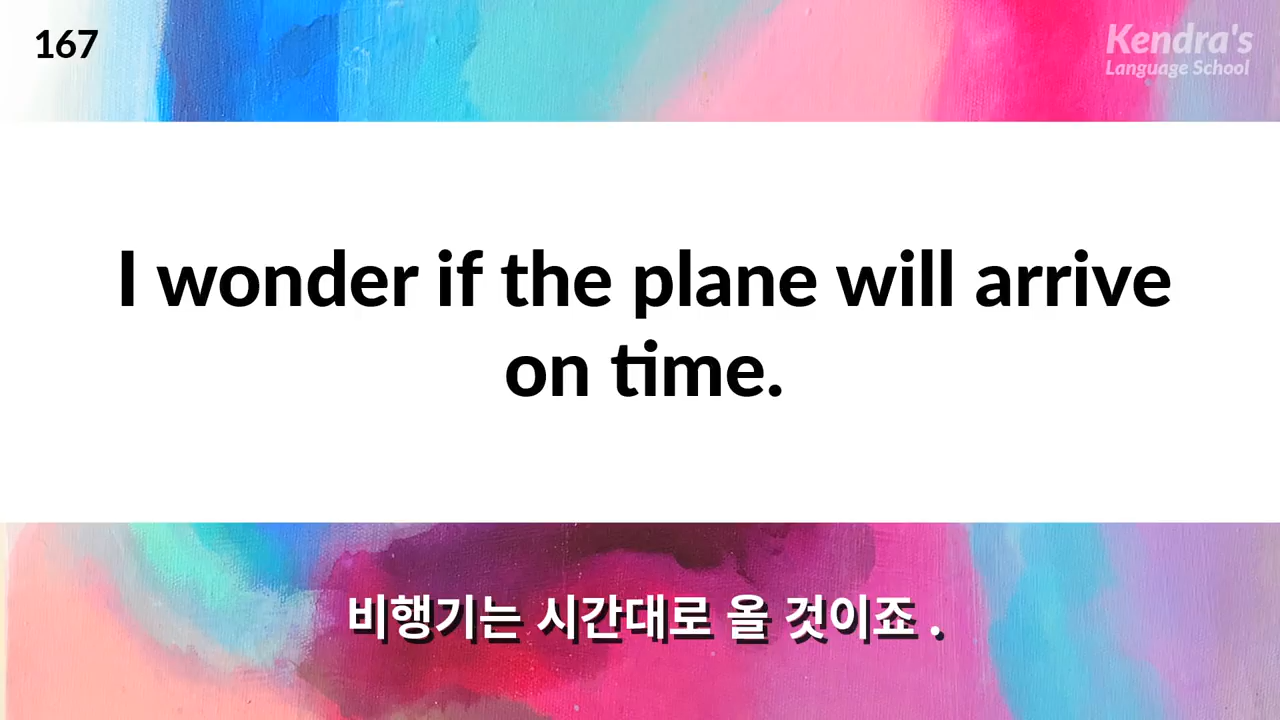 167
Kendra's
Language School
I wonder if the plane will arrive
on time.
비행기는 시간대로 올 것이죠 .